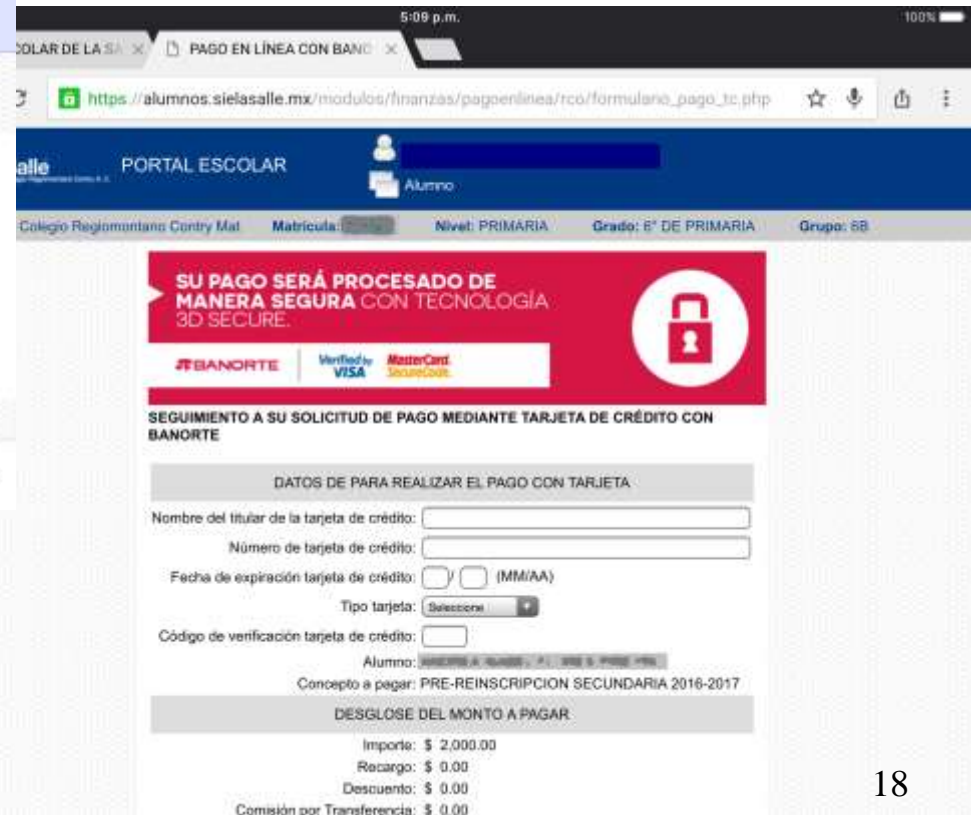 5:09 p.m.
100%
COLAR DE LA SA
PAGO EN LÍNEA CON BANO
https://alumnos.sielasalle.mx/modulos/finanzas/pagoenlinea/rco/formulario_pago_tc.php
alle
PORTAL ESCOLAR
Alumno
Colegio Regiomontano Contry Mat Matricula: Nivel: PRIMARIA Grado: 6° DE PRIMARIA Grupo: 6B
SU PAGO SERÁ PROCESADO DE
MANERA SEGURA CON TECNOLOGÍA
3D SECURE.
BANORTE
Verified by
VISA
MasterCard.
SecureCode.
SEGUIMIENTO A SU SOLICITUD DE PAGO MEDIANTE TARJETA DE CRÉDITO CON
BANORTE
DATOS DE PARA REALIZAR EL PAGO CON TARJETA
Nombre del titular de la tarjeta de crédito:
Número de tarjeta de crédito:
Fecha de expiración tarjeta de crédito: / (MM/AA)
Tipo tarjeta: Seleccione
Código de verificación tarjeta de crédito:
Alumno:
Concepto a pagar: PRE-REINSCRIPCION SECUNDARIA 2016-2017
DESGLOSE DEL MONTO A PAGAR
Importe: $ 2,000.00
Recargo: $ 0.00
Descuento: $ 0.00
Comisión por Transferencia: $ 0.00
18